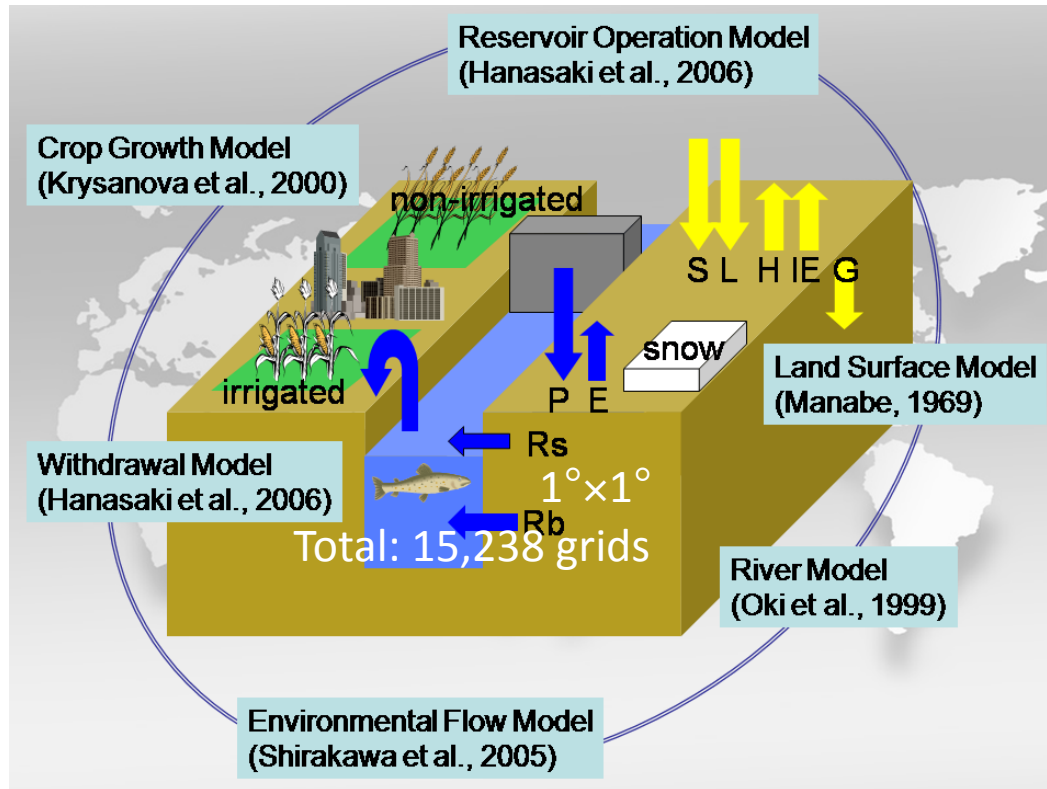 Reservoir Operation Model
(Hanasaki et al., 2006)
Crop Growth Model
(Krysanova et al., 2000)
non-irrigated
S L H lE G
snow
irrigated
P E
Land Surface Model
(Manabe, 1969)
Rs
Withdrawal Model
(Hanasaki et al., 2006)
1°×1°
Rb
Total: 15,238 grids
River Model
(Oki et al., 1999)
Environmental Flow Model
(Shirakawa et al., 2005)